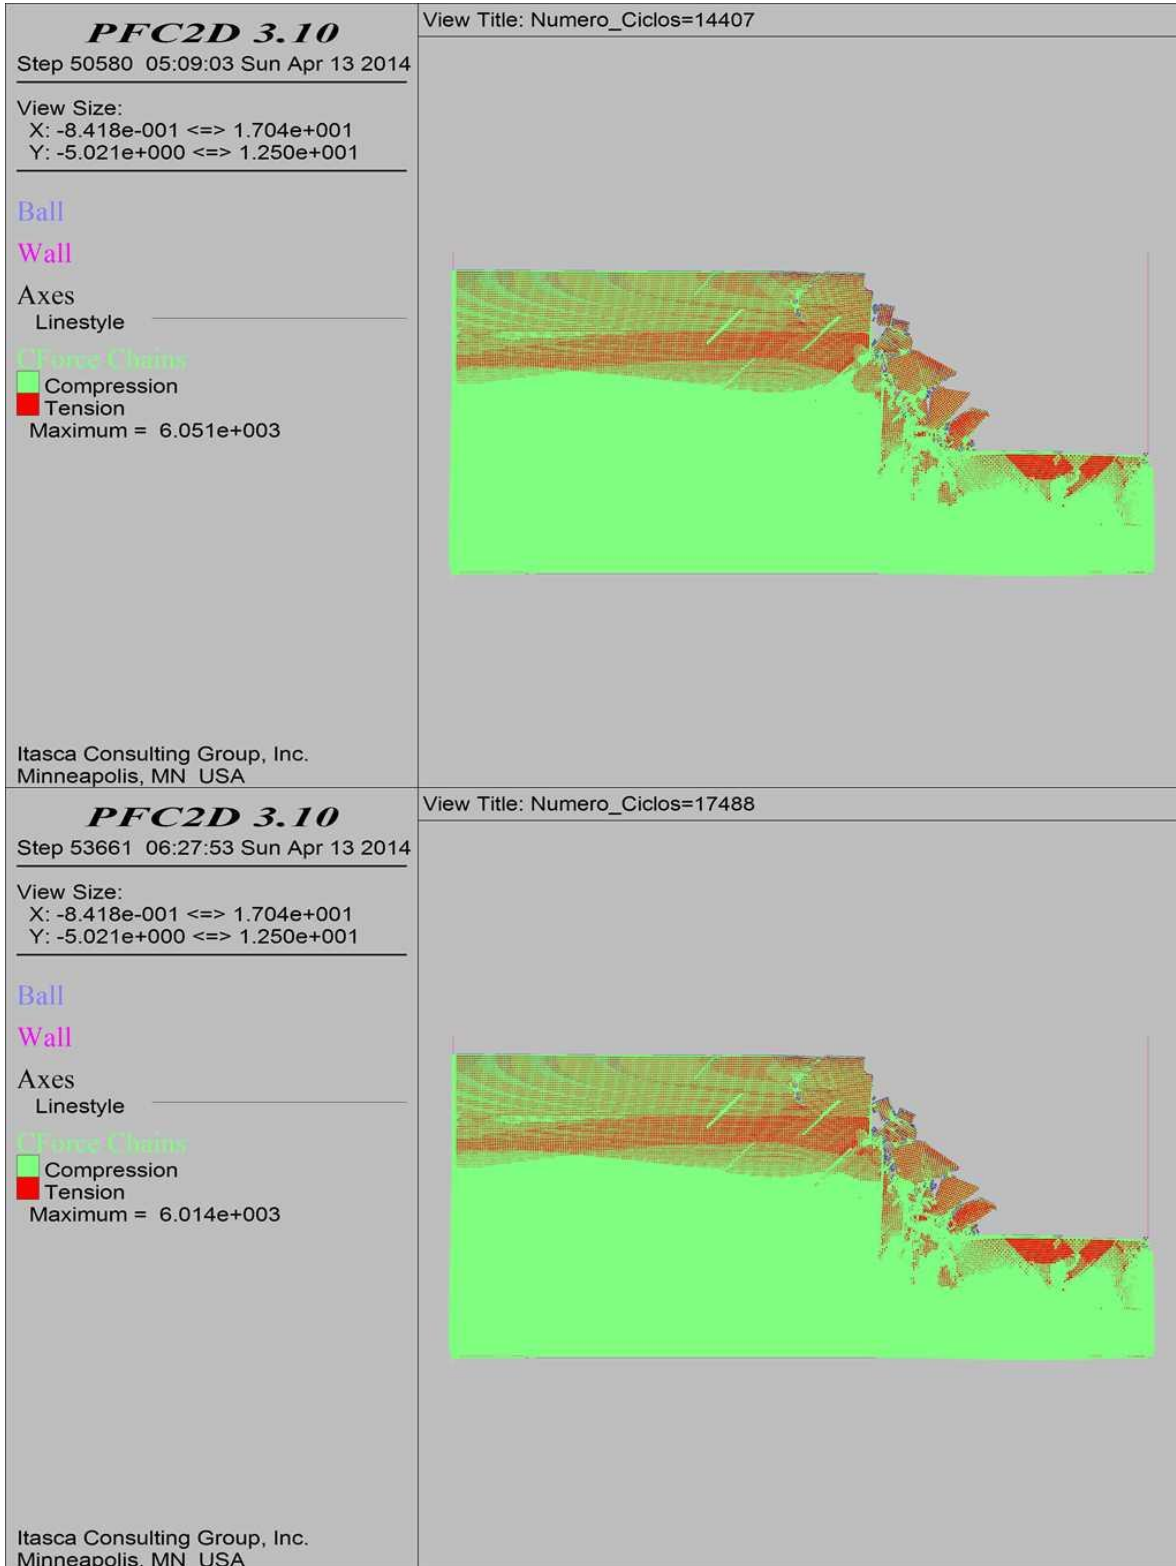 PFC2D 3.10
Step 50580 05:09:03 Sun Apr 13 2014
View Size:
X: -8.418e-001 <=> 1.704e+001
Y: -5.021e+000 <=> 1.250e+001
Ball
Wall
Axes
Linestyle
CForce Chains
Compression
Tension
Maximum = 6.051e+003
Itasca Consulting Group, Inc.
Minneapolis, MN USA
View Title: Numero_Ciclos=14407
PFC2D 3.10
Step 53661 06:27:53 Sun Apr 13 2014
View Size:
X: -8.418e-001 <=> 1.704e+001
Y: -5.021e+000 <=> 1.250e+001
Ball
Wall
Axes
Linestyle
CForce Chains
Compression
Tension
Maximum = 6.014e+003
Itasca Consulting Group, Inc.
Minneapolis, MN USA
View Title: Numero_Ciclos=17488